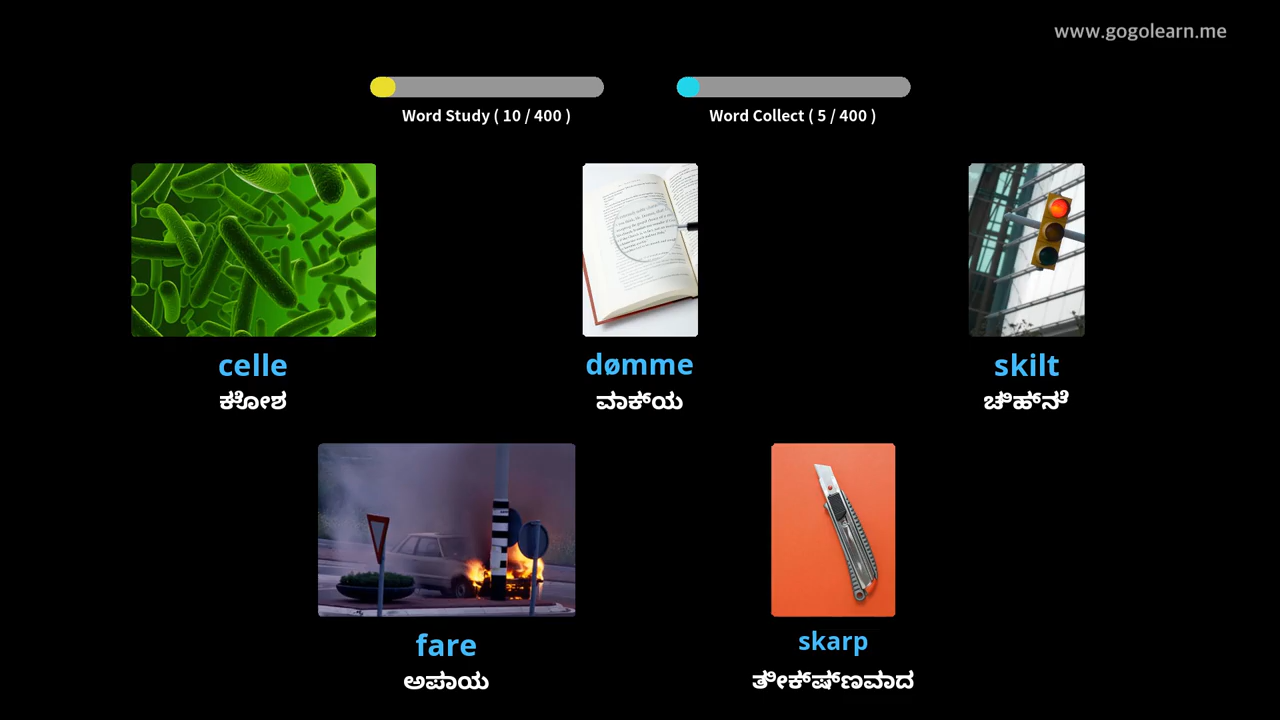 www.gogolearn.me
Word Study ( 10 / 400 )
Word Collect ( 5 / 400 )
celle
ಕೋಶ
dømme
ವಾಕ್ಯ
skilt
ಚಿಹ್ನೆ
fare
ಅಪಾಯ
skarp
ತೀಕ್ಷ್ಣವಾದ